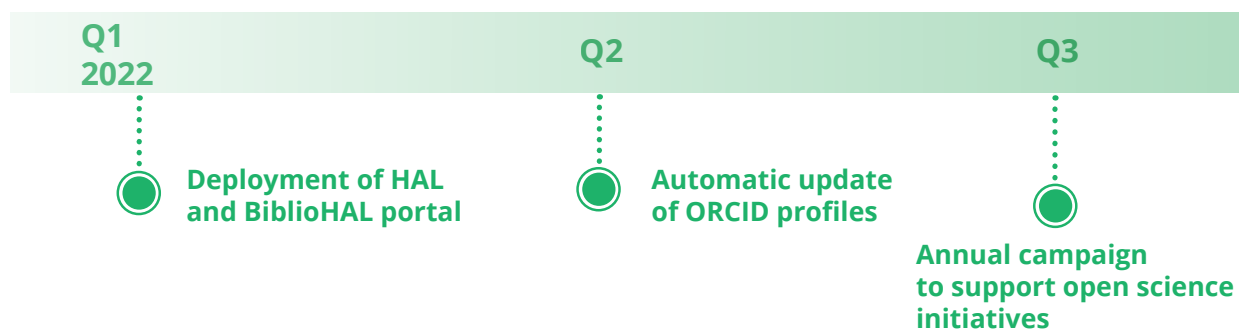 Q1
2022
Q2
Q3
Deployment of HAL
and BiblioHAL portal
Automatic update
of ORCID profiles
Annual campaign
to support open science
initiatives